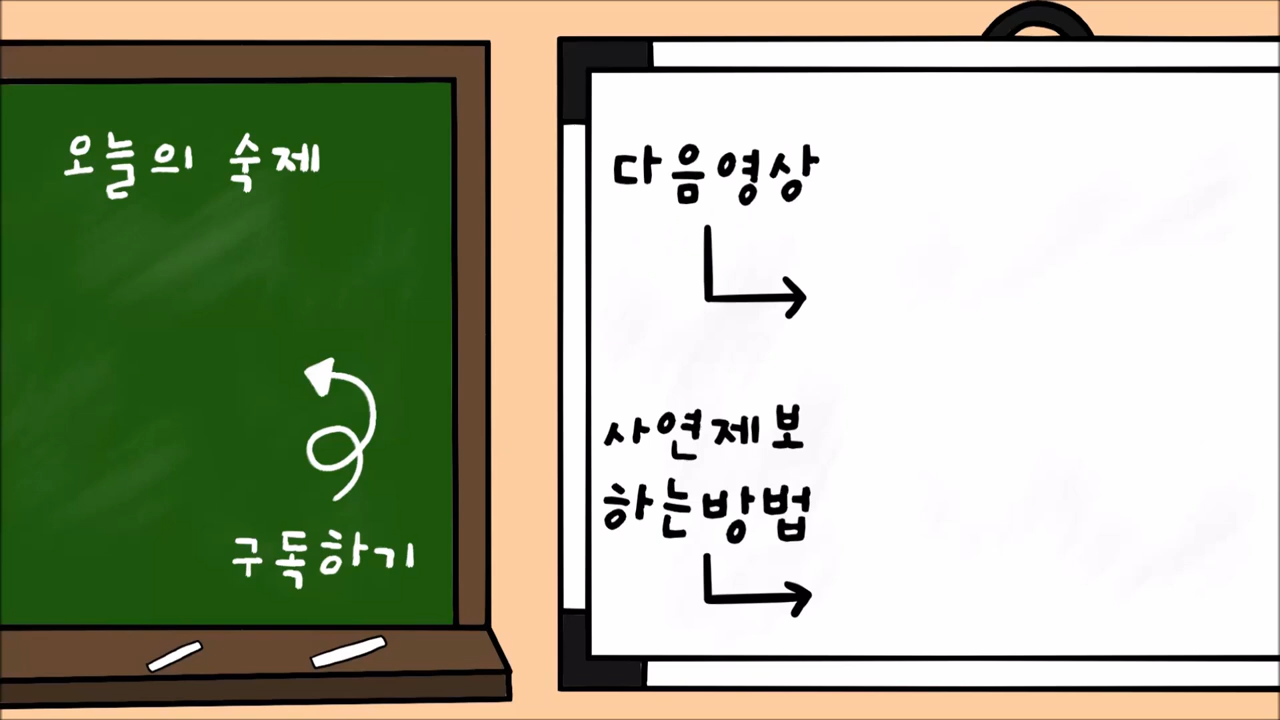 오늘의 숙제
구독하기
다음영상
사연제보
하는방법